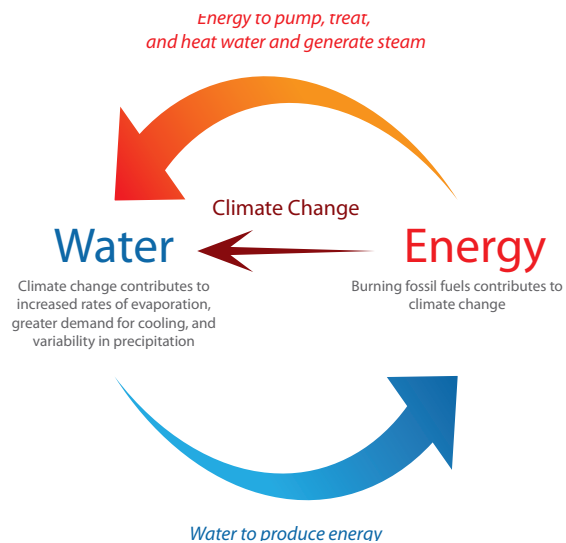 Energy to pump, treat,
and heat water and generate steam
Climate Change
Water
Climate change contributes to
increased rates of evaporation,
greater demand for cooling, and
variability in precipitation
Energy
Burning fossil fuels contributes to
climate change
Water to produce energy